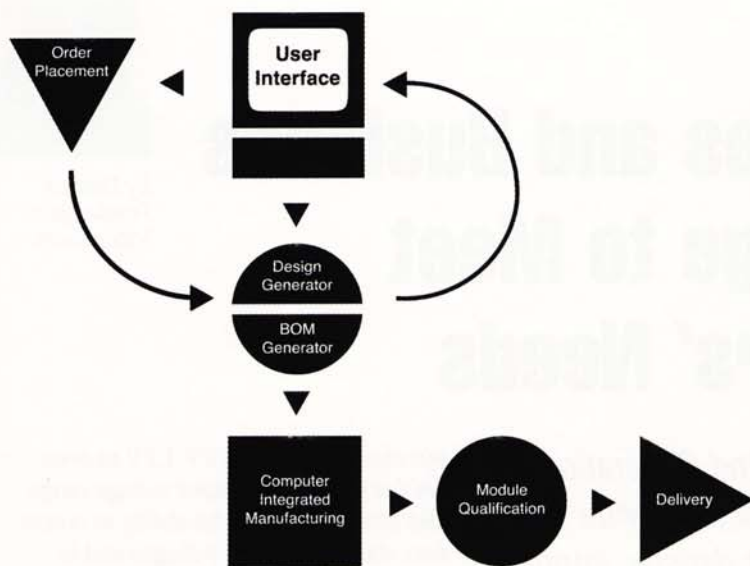 Order
Placement
User
Interface
Design
Generator
BOM
Generator
Computer
Integrated
Manufacturing
Module
Qualification
Delivery